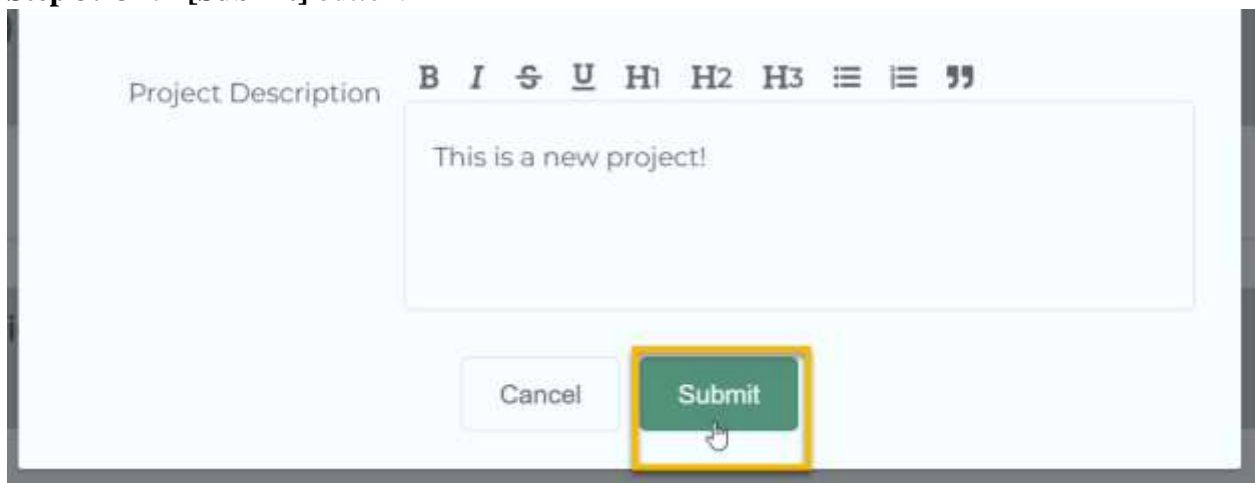 Project Description B I S U H1 H2 H3
This is a new project!
Cancel Submit